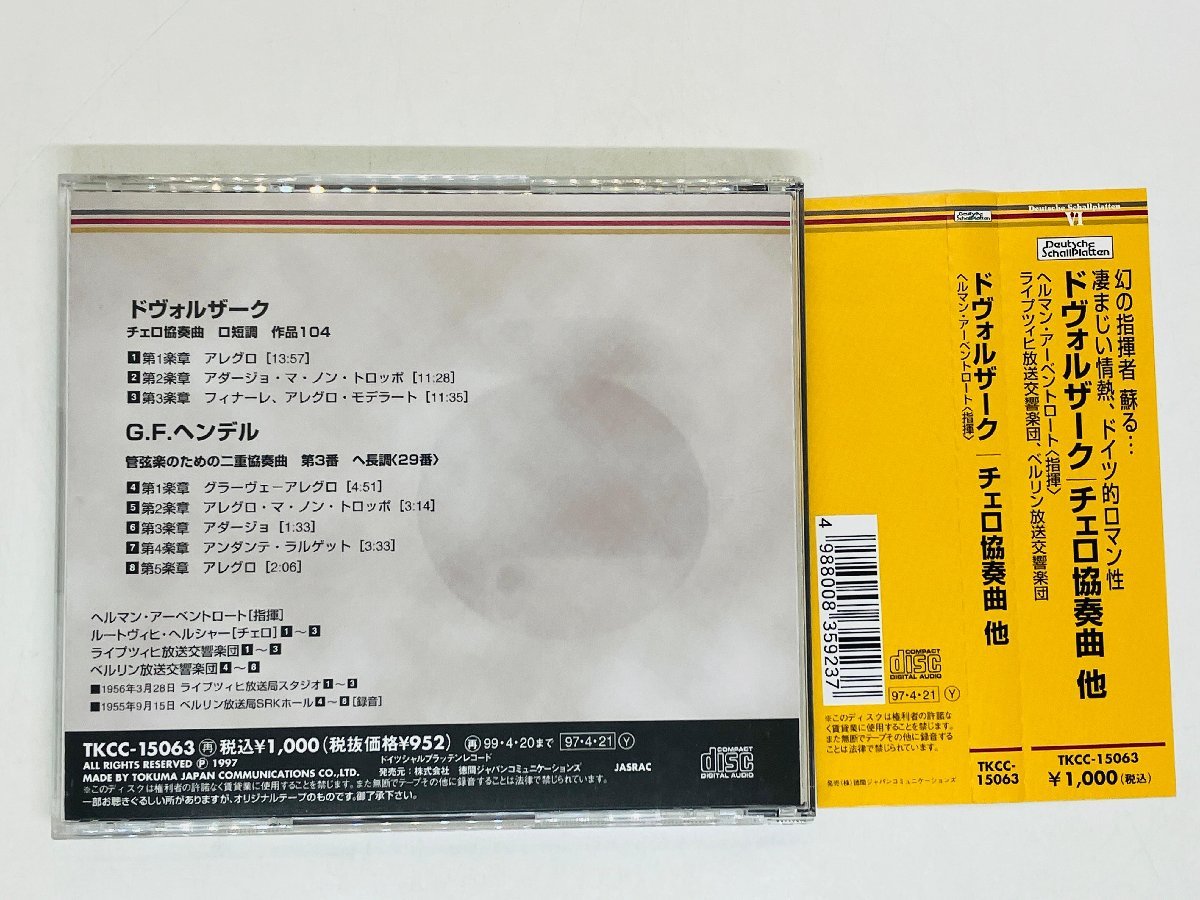 ドヴォルザーク
チェロ協奏曲 ロ短調 作品104
1 第1楽章 アレグロ [13:57]
2 第2楽章 アダージョ・マ・ノン・トロッポ [11:28]
3 第3楽章 フィナーレ、アレグロ・モデラート [11:35]
G.F.ヘンデル
管弦楽のための二重協奏曲 第3番 ヘ長調〈29番〉
4 第1楽章 グラーヴェーアレグロ [4:51]
5 第2楽章 アレグロ・マ・ノン・トロッポ [3:14]
6 第3楽章 アダージョ [1:33]
7 第4楽章 アンダンテ・ラルゲット [3:33]
8 第5楽章 アレグロ [2:06]
ヘルマン・アーベントロート[指揮]
ルートヴィヒ・ヘルシャー[チェロ] 1～3
ライプツィヒ放送交響楽団 1～3
ベルリン放送交響楽団 4～8
■1956年3月28日 ライプツィヒ放送局スタジオ 1～3
■1955年9月15日 ベルリン放送局SRKホール 4～8 [録音]
TKCC-15063 再 税込¥1,000 (税抜価格¥952) 再 99・4・20まで 97・4・21 Y
ALL RIGHTS RESERVED Ⓟ 1997
ドイツシャルプラッテンレコード
MADE BY TOKUMA JAPAN COMMUNICATIONS CO.,LTD. 発売元：株式会社 徳間ジャパンコミュニケーションズ JASRAC
COMPACT disc DIGITAL AUDIO
※このディスクは権利者の許諾なく賃貸業に使用することを禁じます。また無断でテープその他に録音することは法律で禁じられています。
一部お聴きぐるしい所がありますが、オリジナルテープのものです。御了承下さい。
4 988008 359237
COMPACT disc DIGITAL AUDIO
97・4・21 Y
※このディスクは権利者の許諾な
く賃貸業に使用することを禁じます。
また無断でテープその他に録音する
ことは法律で禁じられています。
発売(株)徳間ジャパンコミュニケーションズ
Deutsche Schallplatten
ドヴォルザーク│チェロ協奏曲 他
ヘルマン・アーベントロート〈指揮〉
TKCC-
15063
Deutsche Schallplatten
VI
Deutsche Schallplatten
幻の指揮者 蘇る…
凄まじい情熱、ドイツ的ロマン性
ドヴォルザーク│チェロ協奏曲 他
ヘルマン・アーベントロート〈指揮〉
ライプツィヒ放送交響楽団、ベルリン放送交響楽団
TKCC-15063
¥1,000(税込)